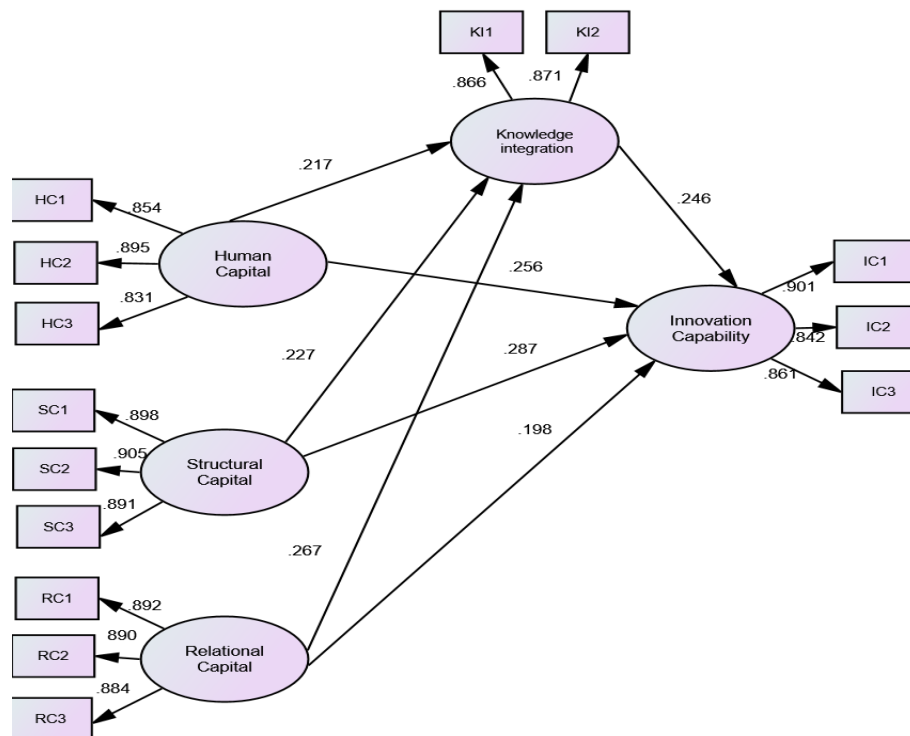 KI1
KI2
.866
.871
Knowledge
integration
.217
HC1
.854
.246
HC2
.895
Human
Capital
.256
IC1
.901
HC3
.831
Innovation
Capability
IC2
.842
.227
.287
.861
IC3
SC1
.898
.198
SC2
.905
Structural
Capital
SC3
.891
.267
RC1
.892
RC2
890
Relational
Capital
.884
RC3